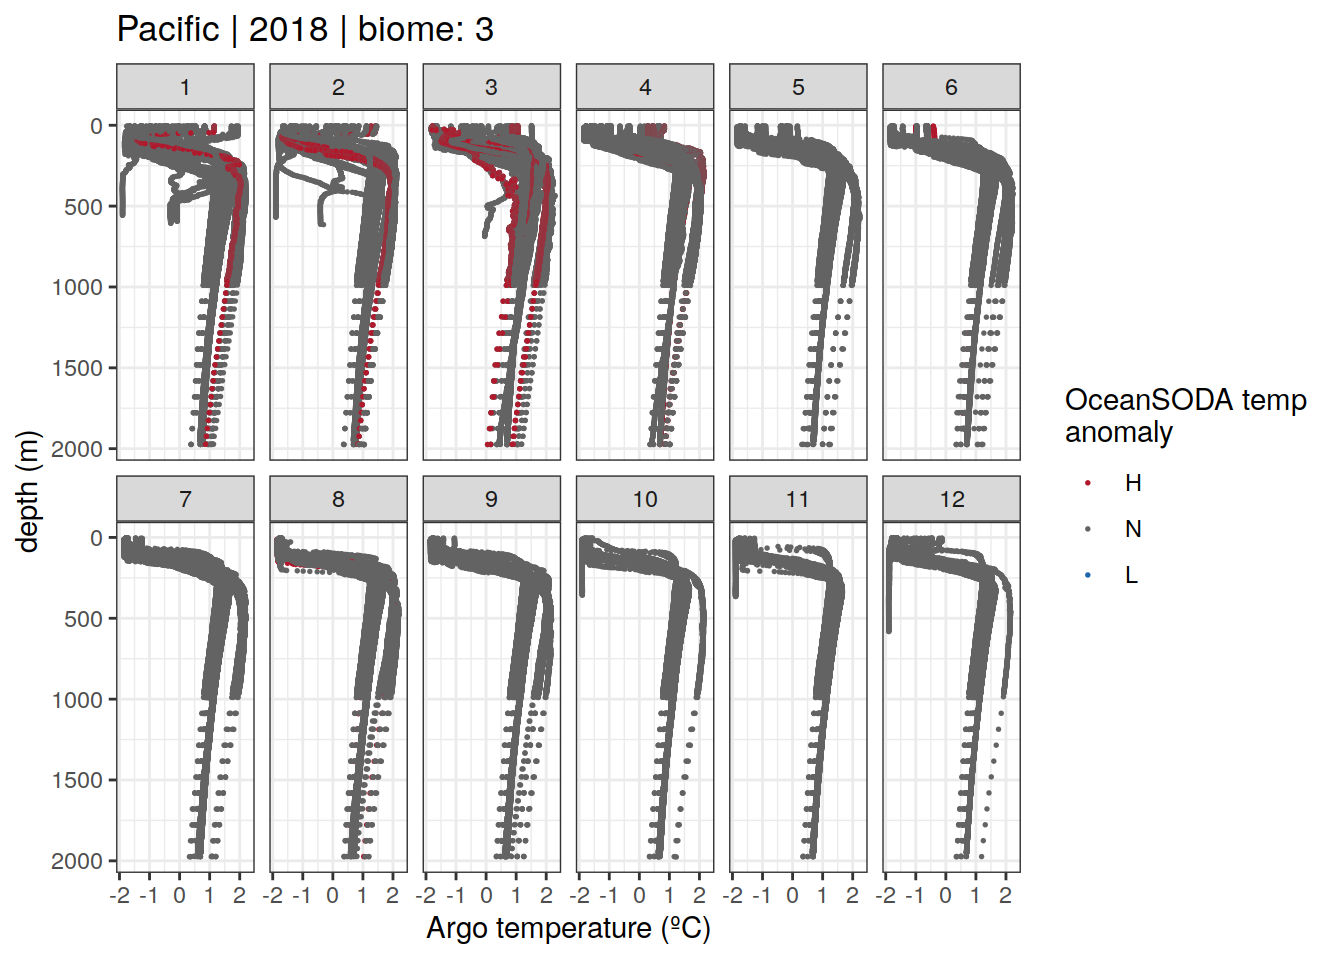 Pacific | 2018 | biome: 3
1 2 3 4 5 6
0
500
1000
1500
2000
7 8 9 10 11 12
0
500
1000
1500
2000
-2 -1 0 1 2 -2 -1 0 1 2 -2 -1 0 1 2 -2 -1 0 1 2 -2 -1 0 1 2 -2 -1 0 1 2
Argo temperature (ºC)
depth (m)
OceanSODA temp
anomaly
H
N
L